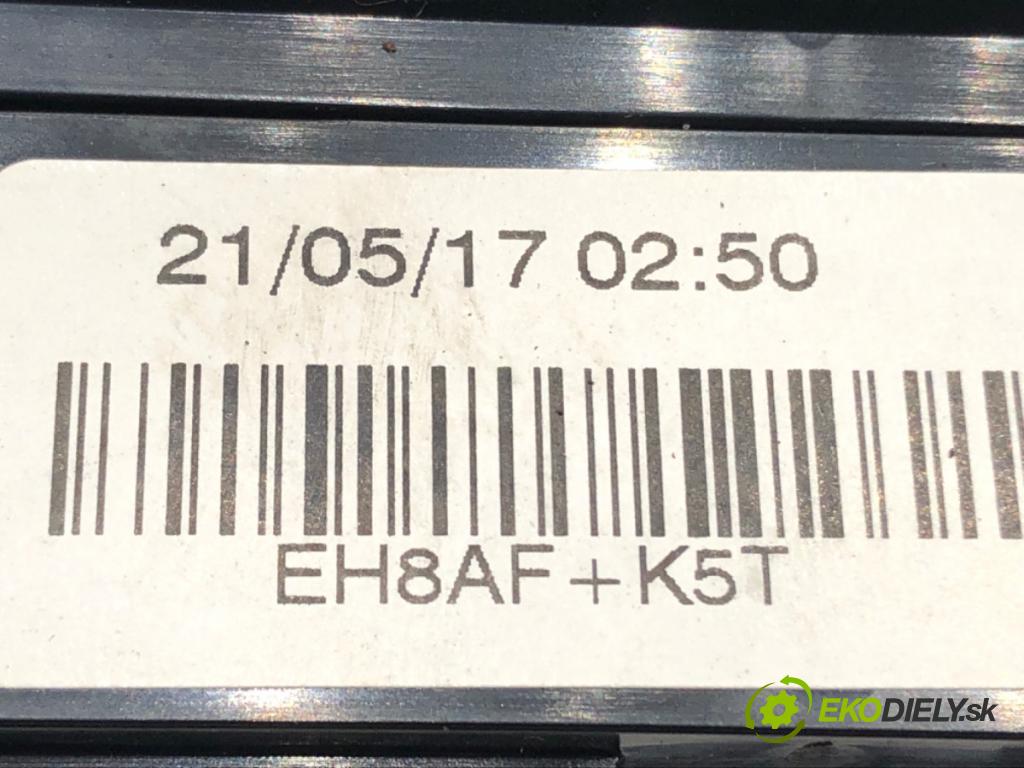 21/05/17 02:50
EH8AF+K5T
EKODIELY.sk